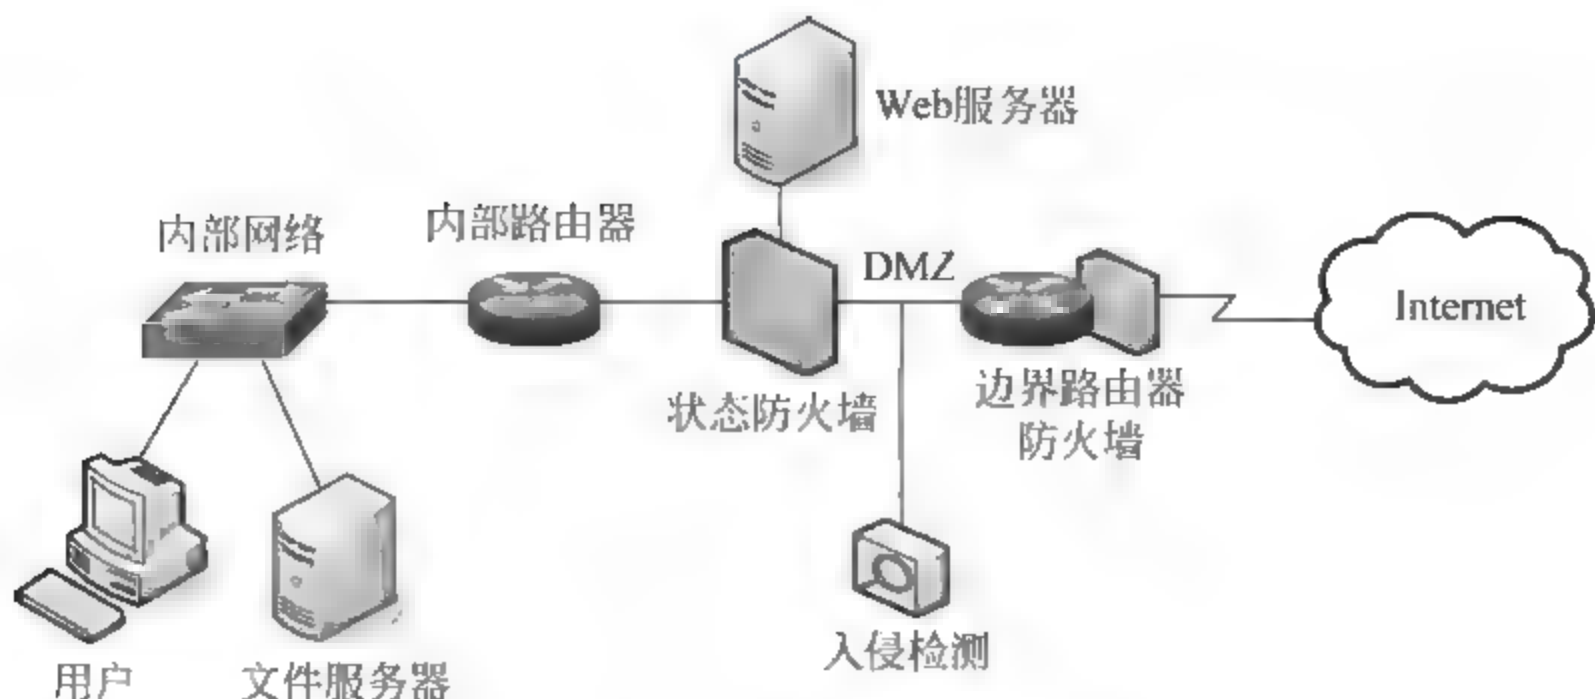 Web服务器
内部网络
内部路由器
DMZ
Internet
状态防火墙
边界路由器
防火墙
入侵检测
用户
文件服务器